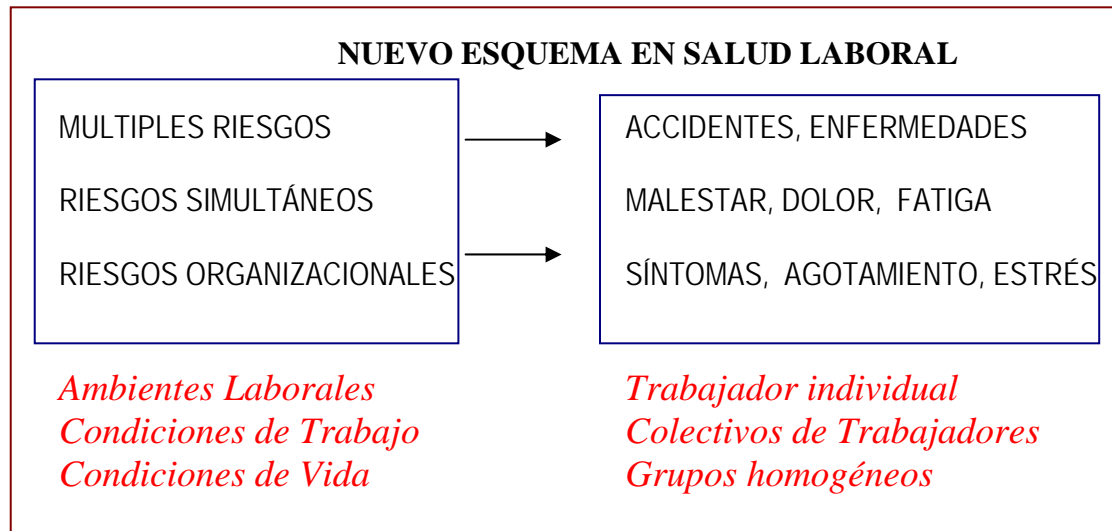 NUEVO ESQUEMA EN SALUD LABORAL
MULTIPLES RIESGOS
RIESGOS SIMULTÁNEOS
RIESGOS ORGANIZACIONALES
ACCIDENTES, ENFERMEDADES
MALESTAR, DOLOR, FATIGA
SÍNTOMAS, AGOTAMIENTO, ESTRÉS
Ambientes Laborales
Condiciones de Trabajo
Condiciones de Vida
Trabajador individual
Colectivos de Trabajadores
Grupos homogéneos